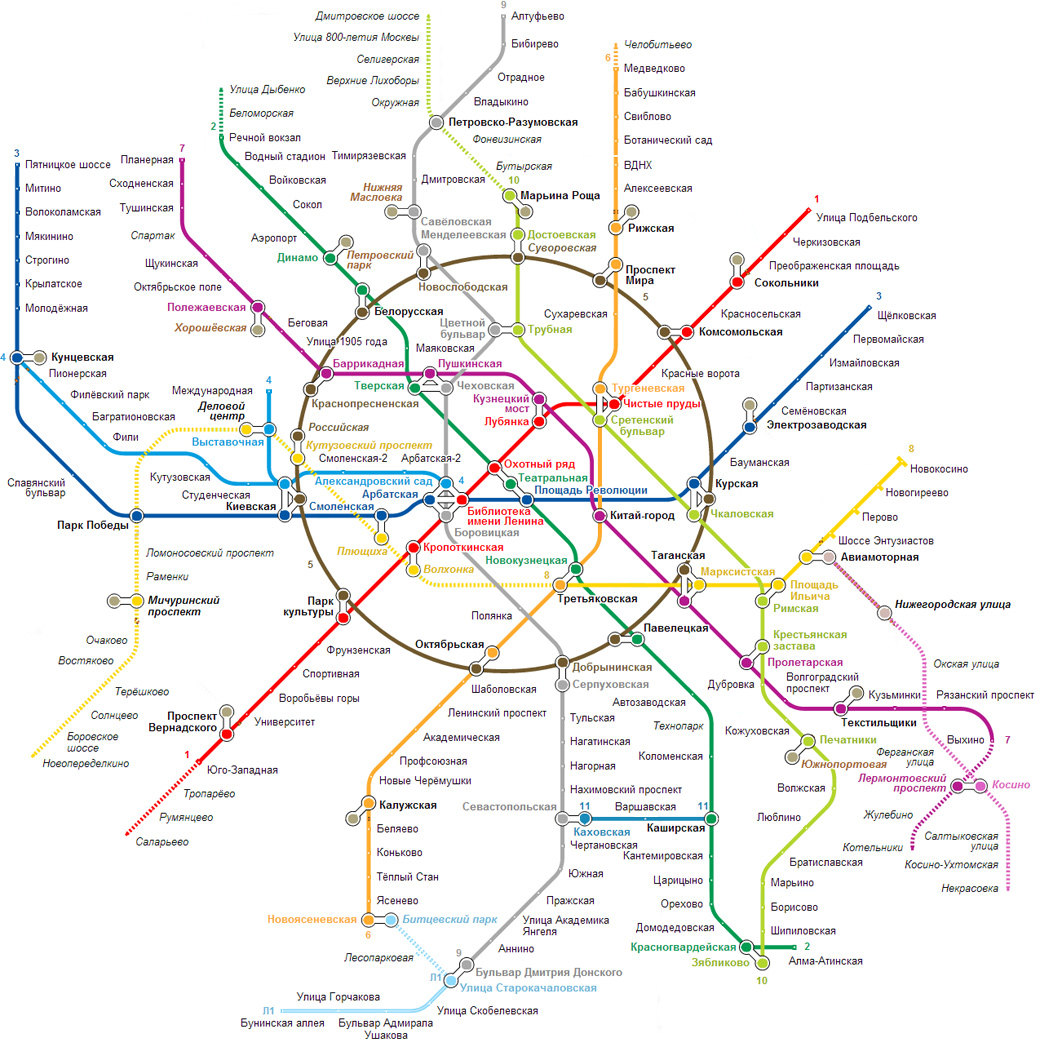 Дмитровское шоссе
Улица 800-летия Москвы
Селигерская
Верхние Лихоборы
Окружная
9
Алтуфьево
Бибирево
Отрадное
Владыкино
Петровско-Разумовская
Фонвизинская
Бутырская
10
Марьина Роща
Тимирязевская
Дмитровская
Нижняя
Масловка
Савёловская
Менделеевская
Достоевская
Суворовская
Новослободская
Челобитьево
6
Медведково
Бабушкинская
Свиблово
Ботанический сад
ВДНХ
Алексеевская
Рижская
Проспект
Мира
5
Сухаревская
Улица Дыбенко
Беломорская
2
Речной вокзал
Водный стадион
Войковская
Сокол
Аэропорт
Динамо
Петровский
парк
Белорусская
Маяковская
7
Планерная
Сходненская
Тушинская
Спартак
Щукинская
Октябрьское поле
Полежаевская
Хорошёвская
Беговая
Улица 1905 года
Баррикадная
Краснопресненская
3
Пятницкое шоссе
Митино
Волоколамская
Мякинино
Строгино
Крылатское
Молодёжная
4
Кунцевская
Пионерская
Филёвский парк
Багратионовская
Фили
Кутузовская
Студенческая
Киевская
Славянский
бульвар
Парк Победы
1
Улица Подбельского
Черкизовская
Преображенская площадь
Сокольники
Красносельская
Комсомольская
Красные ворота
3
Щёлковская
Первомайская
Измайловская
Партизанская
Семёновская
Электрозаводская
Бауманская
Курская
Чкаловская
Цветной
бульвар
Трубная
Пушкинская
Тверская
Чеховская
Кузнецкий
мост
Лубянка
Тургеневская
Чистые пруды
Сретенский
бульвар
Международная
4
Деловой
центр
Выставочная
Российская
Кутузовский проспект
Смоленская-2
Арбатская-2
Александровский сад
4
Смоленская
Арбатская
Библиотека
имени Ленина
Боровицкая
Охотный ряд
Театральная
Площадь Революции
Китай-город
Плющиха
Кропоткинская
Волхонка
Новокузнецкая
8
Третьяковская
Таганская
Марксистская
Площадь
Ильича
Римская
8
Новокосино
Новогиреево
Перово
Шоссе Энтузиастов
Авиамоторная
Нижегородская улица
Окская улица
Ломоносовский проспект
Раменки
Мичуринский
проспект
Очаково
Востяково
Терёшково
Солнцево
Боровское
шоссе
Новопеределкино
5
Парк
культуры
Фрунзенская
Спортивная
Воробьёвы горы
Университет
Проспект
Вернадского
1
Юго-Западная
Тропарёво
Румянцево
Саларьево
Полянка
Октябрьская
Добрынинская
Серпуховская
Павелецкая
Шаболовская
Ленинский проспект
Академическая
Профсоюзная
Новые Черёмушки
Калужская
Беляево
Коньково
Тёплый Стан
Ясенево
Новоясеневская
6
Битцевский парк
Лесопарковая
Тульская
Нагатинская
Нагорная
Нахимовский проспект
Севастопольская
11
Каховская
Варшавская
11
Каширская
Чертановская
Южная
Пражская
Улица Академика
Янгеля
Аннино
9
Бульвар Дмитрия Донского
Л1
Улица Старокачаловская
Улица Скобелевская
Бульвар Адмирала
Ушакова
Улица Горчакова
Л1
Бунинская аллея
Автозаводская
Технопарк
Коломенская
Кантемировская
Царицыно
Орехово
Домодедовская
Красногвардейская
2
Алма-Атинская
Зябликово
10
Крестьянская
застава
Пролетарская
Дубровка
Волгоградский
проспект
Текстильщики
Кузьминки
Рязанский проспект
Выхино
7
Кожуховская
Печатники
Южнопортовая
Волжская
Люблино
Братиславская
Марьино
Борисово
Шипиловская
Ферганская
улица
Лермонтовский
проспект
Косино
Жулебино
Котельники
Салтыковская
улица
Косино-Ухтомская
Некрасовка